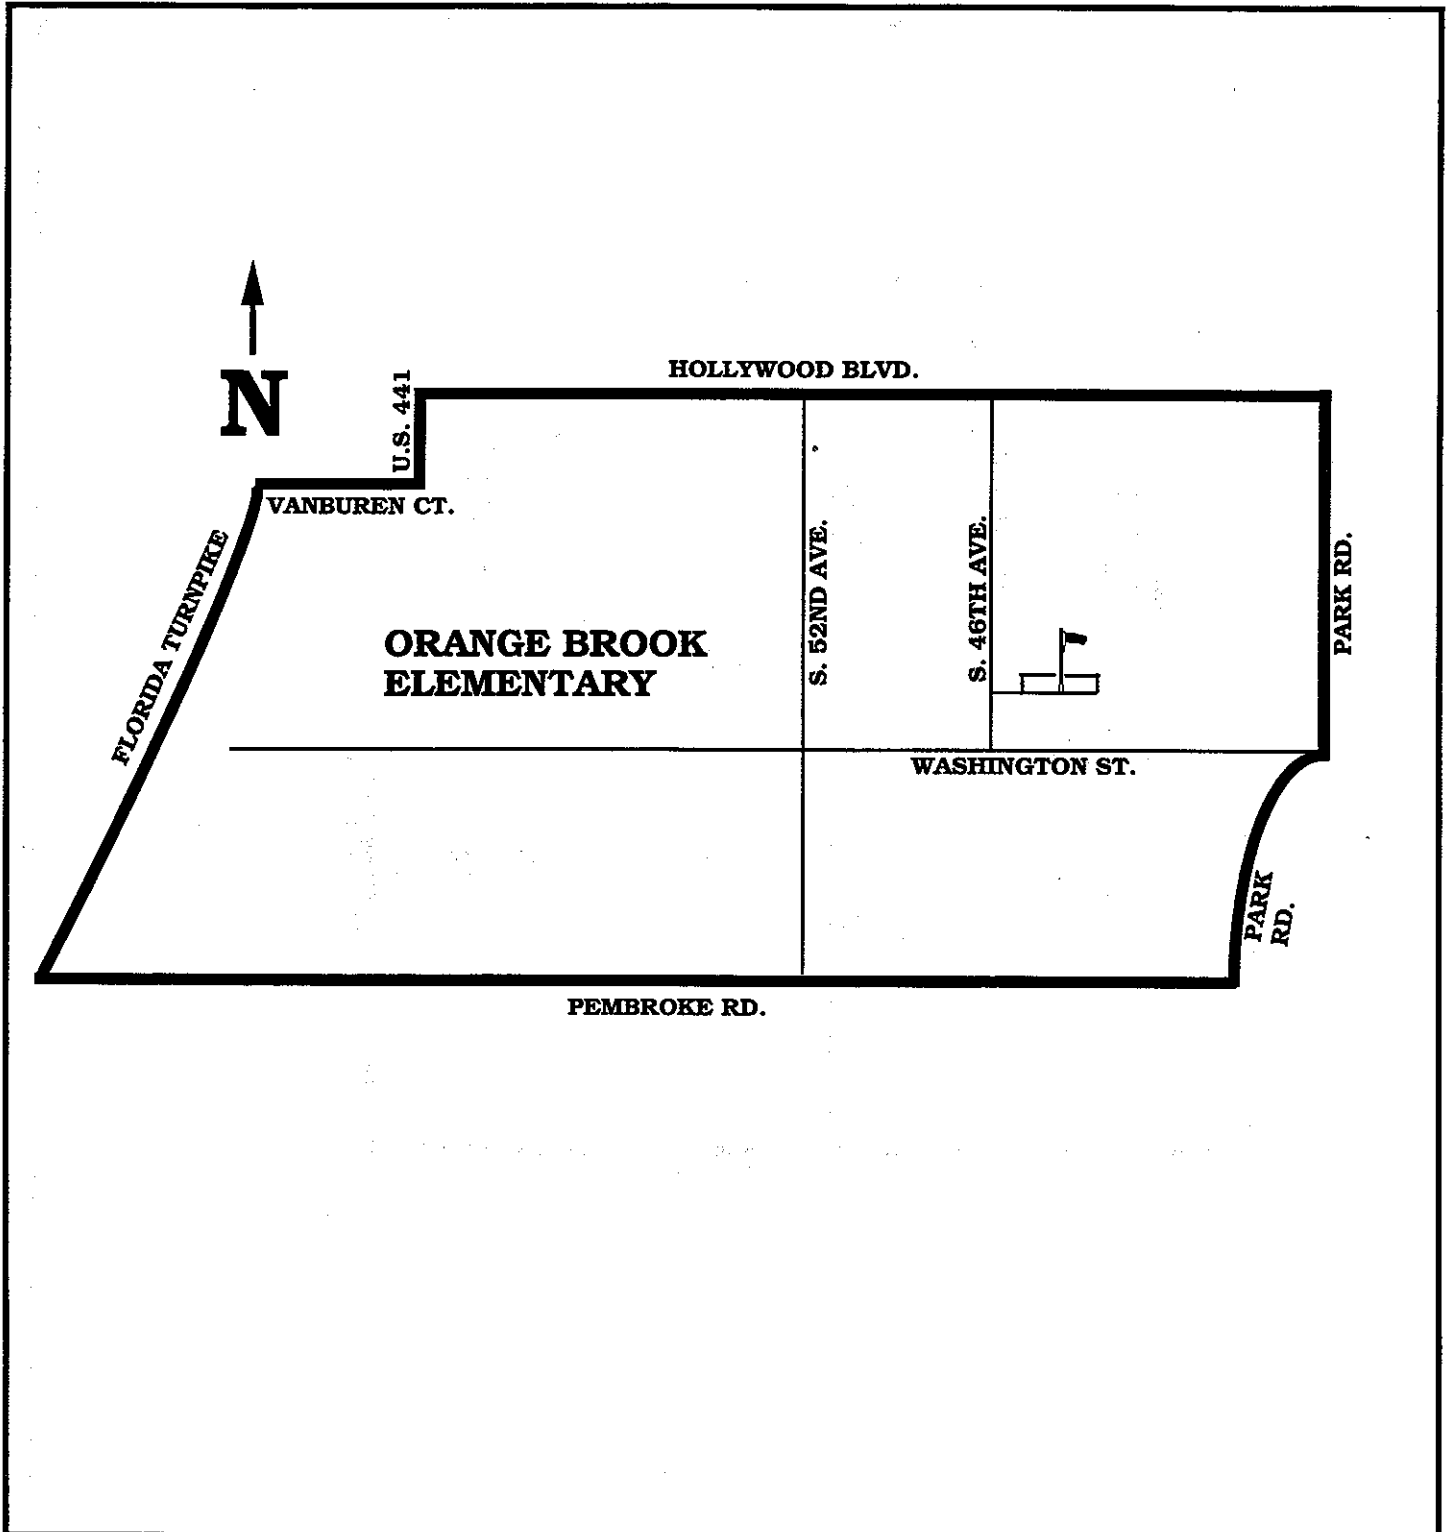 HOLLYWOOD BLVD.
N
U.S. 441
VANBUREN CT.
FLORIDA TURNPIKE
S. 52ND AVE.
S. 46TH AVE.
PARK RD.
ORANGE BROOK
ELEMENTARY
WASHINGTON ST.
PARK
RD.
PEMBROKE RD.